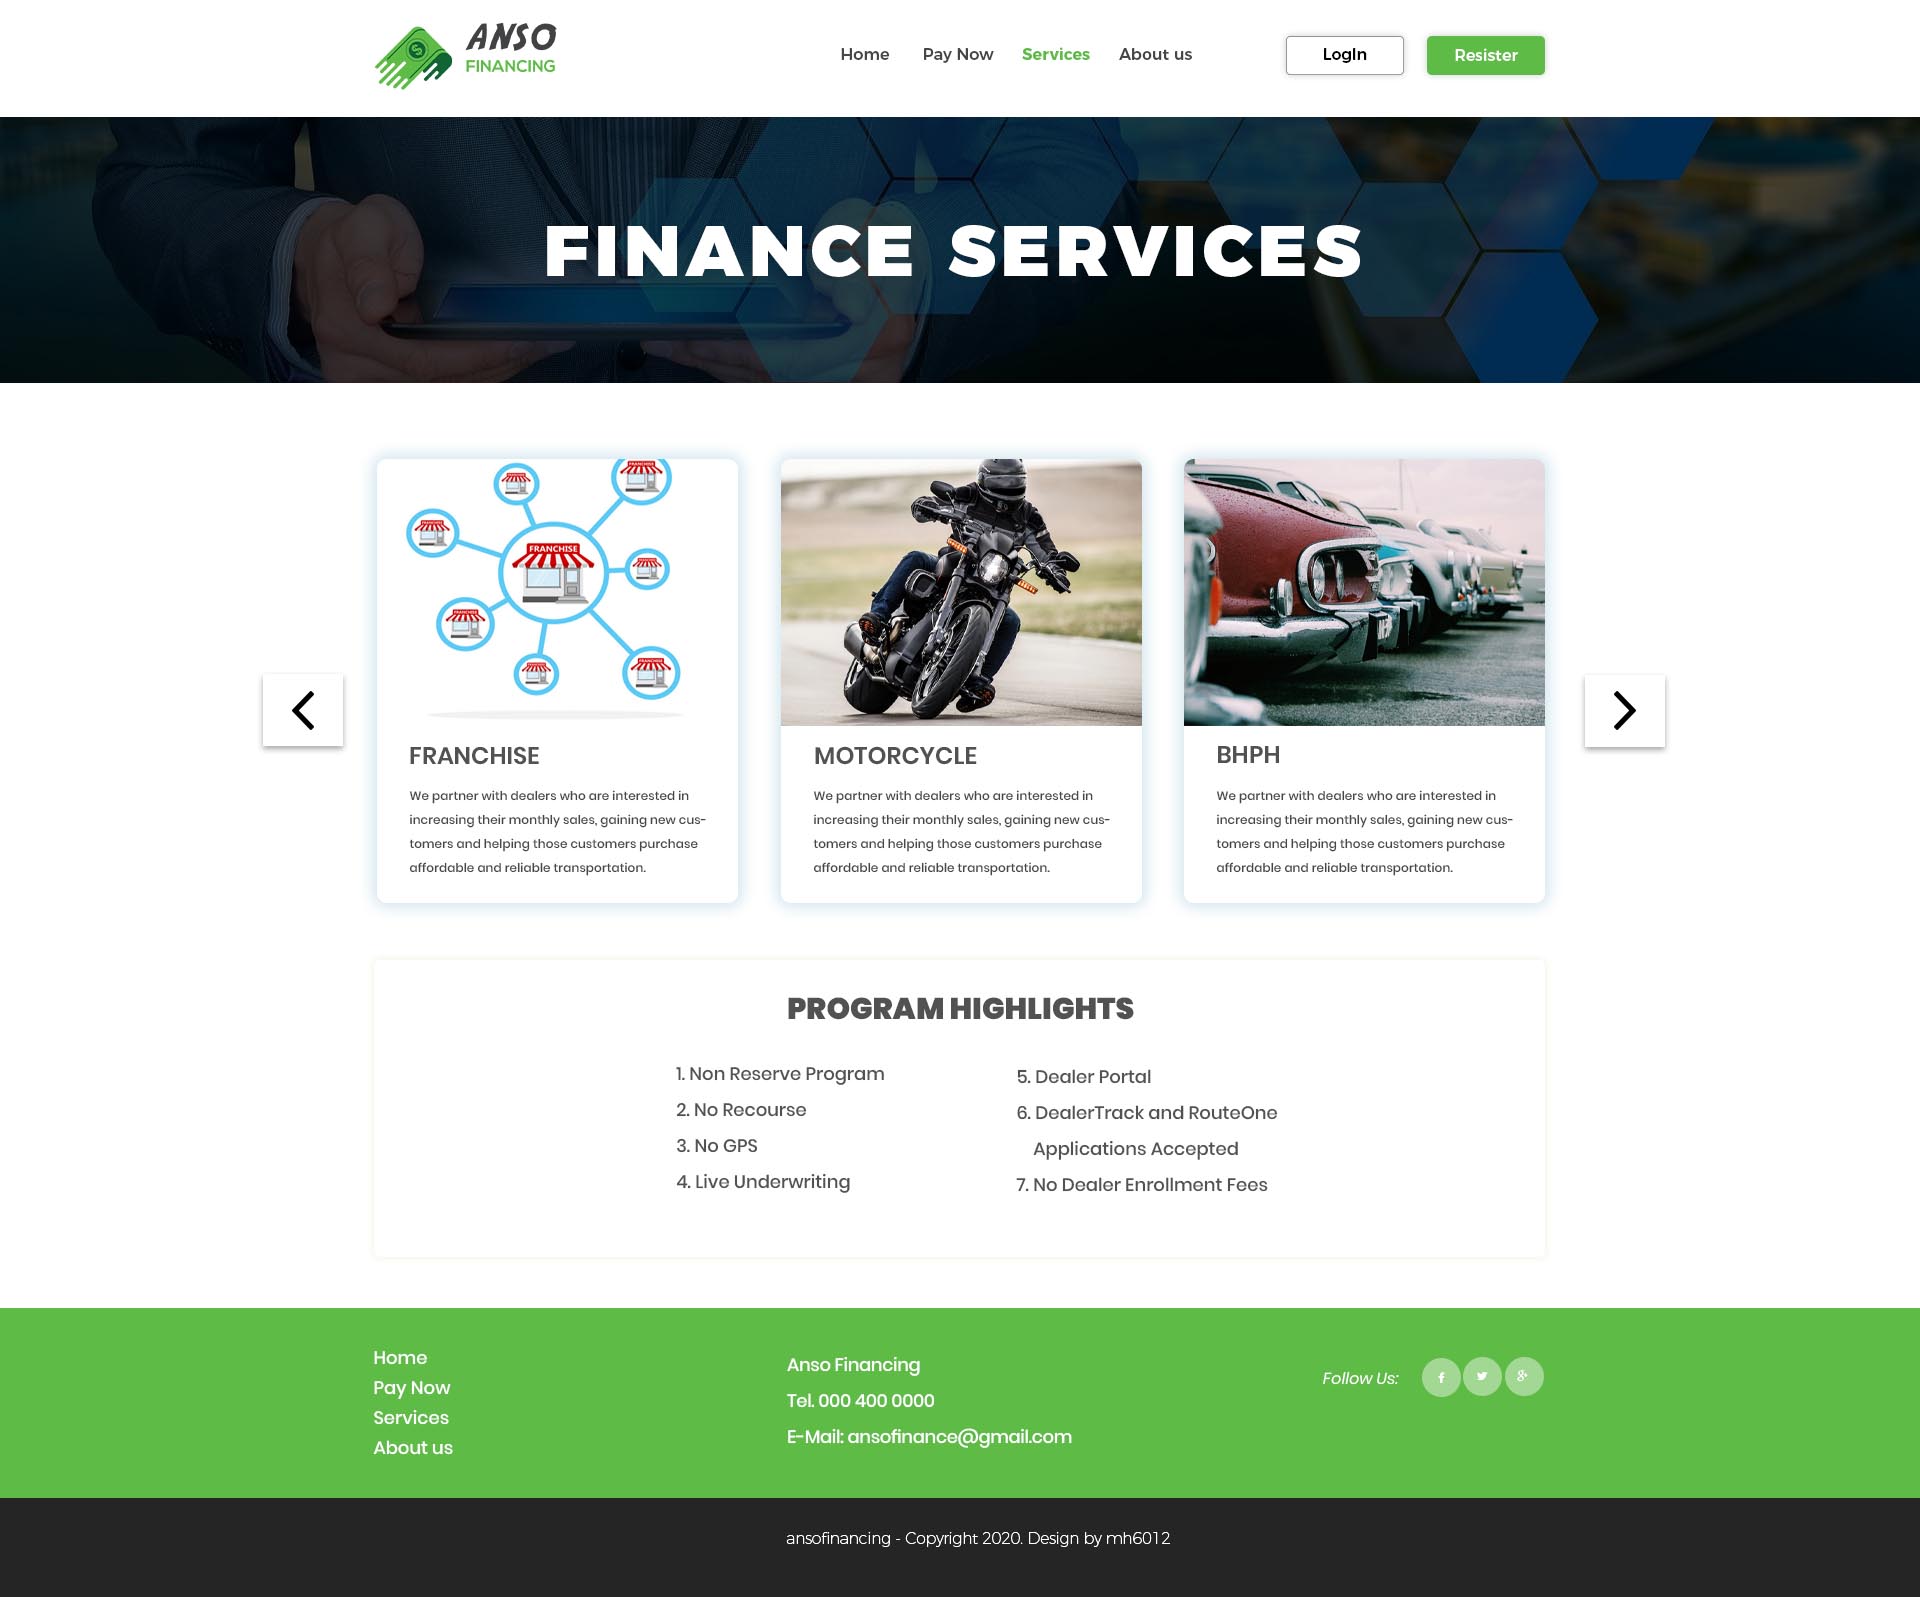 ANSO
FINANCING
Home
Pay Now
Services
About us
LogIn
Resister
FINANCE SERVICES
FRANCHISE
FRANCHISE
We partner with dealers who are interested in
increasing their monthly sales, gaining new cus-
tomers and helping those customers purchase
affordable and reliable transportation.
MOTORCYCLE
We partner with dealers who are interested in
increasing their monthly sales, gaining new cus-
tomers and helping those customers purchase
affordable and reliable transportation.
BHPH
We partner with dealers who are interested in
increasing their monthly sales, gaining new cus-
tomers and helping those customers purchase
affordable and reliable transportation.
PROGRAM HIGHLIGHTS
1. Non Reserve Program
2. No Recourse
3. No GPS
4. Live Underwriting
5. Dealer Portal
6. DealerTrack and RouteOne
Applications Accepted
7. No Dealer Enrollment Fees
Home
Pay Now
Services
About us
Anso Financing
Tel. 000 400 0000
E-Mail: ansofinance@gmail.com
Follow Us:
ansofinancing - Copyright 2020. Design by mh6012